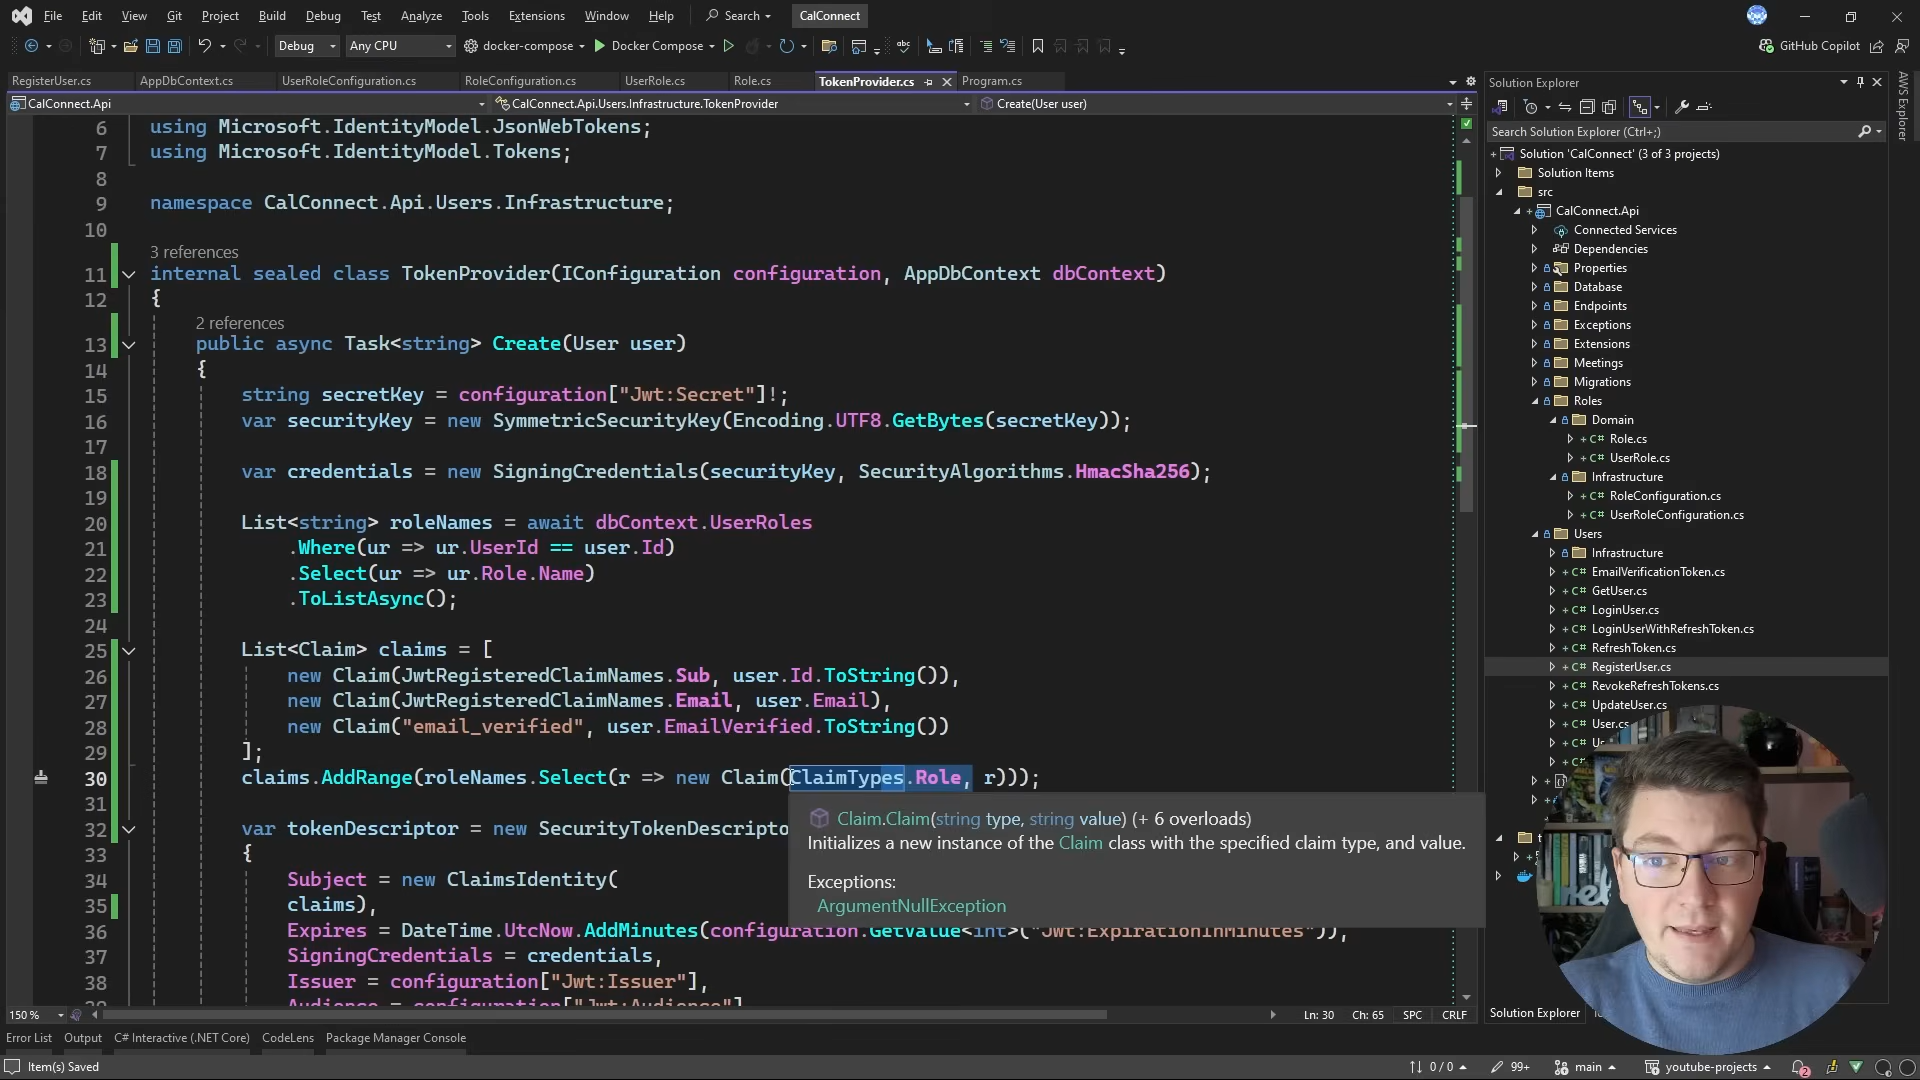 File Edit View Git Project Build Debug Test Analyze Tools Extensions Window Help Search CalConnect
Debug Any CPU docker-compose Docker Compose GitHub Copilot
RegisterUser.cs AppDbContext.cs UserRoleConfiguration.cs RoleConfiguration.cs UserRole.cs Role.cs TokenProvider.cs Program.cs
CalConnect.Api CalConnect.Api.Users.Infrastructure.TokenProvider Create(User user)
6 using Microsoft.IdentityModel.JsonWebTokens;
7 using Microsoft.IdentityModel.Tokens;
8
9 namespace CalConnect.Api.Users.Infrastructure;
10
3 references
11 internal sealed class TokenProvider(IConfiguration configuration, AppDbContext dbContext)
12 {
2 references
13 public async Task<string> Create(User user)
14 {
15 string secretKey = configuration["Jwt:Secret"]!;
16 var securityKey = new SymmetricSecurityKey(Encoding.UTF8.GetBytes(secretKey));
17
18 var credentials = new SigningCredentials(securityKey, SecurityAlgorithms.HmacSha256);
19
20 List<string> roleNames = await dbContext.UserRoles
21 .Where(ur => ur.UserId == user.Id)
22 .Select(ur => ur.Role.Name)
23 .ToListAsync();
24
25 List<Claim> claims = [
26 new Claim(JwtRegisteredClaimNames.Sub, user.Id.ToString()),
27 new Claim(JwtRegisteredClaimNames.Email, user.Email),
28 new Claim("email_verified", user.EmailVerified.ToString())
29 ];
30 claims.AddRange(roleNames.Select(r => new Claim(ClaimTypes.Role, r)));
31
32 var tokenDescriptor = new SecurityTokenDescripto
33 {
34 Subject = new ClaimsIdentity(
35 claims),
36 Expires = DateTime.UtcNow.AddMinutes(configuration.GetValue<int>("Jwt:ExpirationInMinutes")),
37 SigningCredentials = credentials,
38 Issuer = configuration["Jwt:Issuer"],
Audience = configuration["Jwt:Audience"]
Claim.Claim(string type, string value) (+ 6 overloads)
Initializes a new instance of the Claim class with the specified claim type, and value.
Exceptions:
ArgumentNullException
150 % Ln: 30 Ch: 65 SPC CRLF
Error List Output C# Interactive (.NET Core) CodeLens Package Manager Console
Item(s) Saved 0 / 0 99+ main youtube-projects 2
Solution Explorer
Search Solution Explorer (Ctrl+;)
Solution 'CalConnect' (3 of 3 projects)
Solution Items
src
CalConnect.Api
Connected Services
Dependencies
Properties
Database
Endpoints
Exceptions
Extensions
Meetings
Migrations
Roles
Domain
C# Role.cs
C# UserRole.cs
Infrastructure
C# RoleConfiguration.cs
C# UserRoleConfiguration.cs
Users
Infrastructure
C# EmailVerificationToken.cs
C# GetUser.cs
C# LoginUser.cs
C# LoginUserWithRefreshToken.cs
C# RefreshToken.cs
C# RegisterUser.cs
C# RevokeRefreshTokens.cs
C# UpdateUser.cs
C# User.cs
C#
C#
Solution Explorer
AWS Explorer